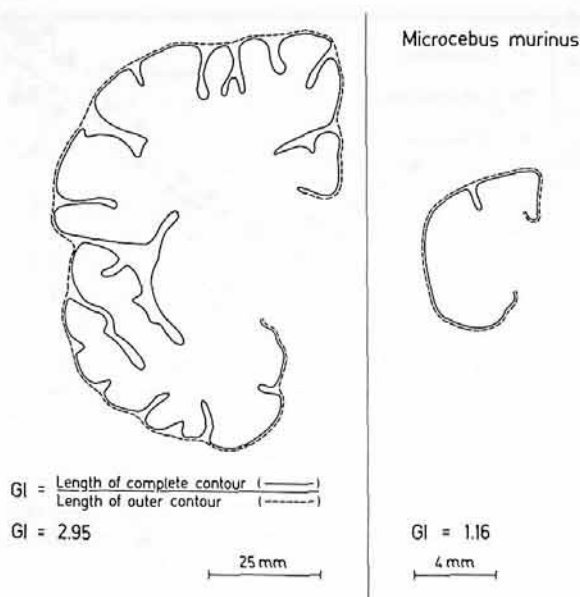 Microcebus murinus
GI = Length of complete contour (———)
Length of outer contour (-----)
GI = 2.95
25 mm
GI = 1.16
4 mm